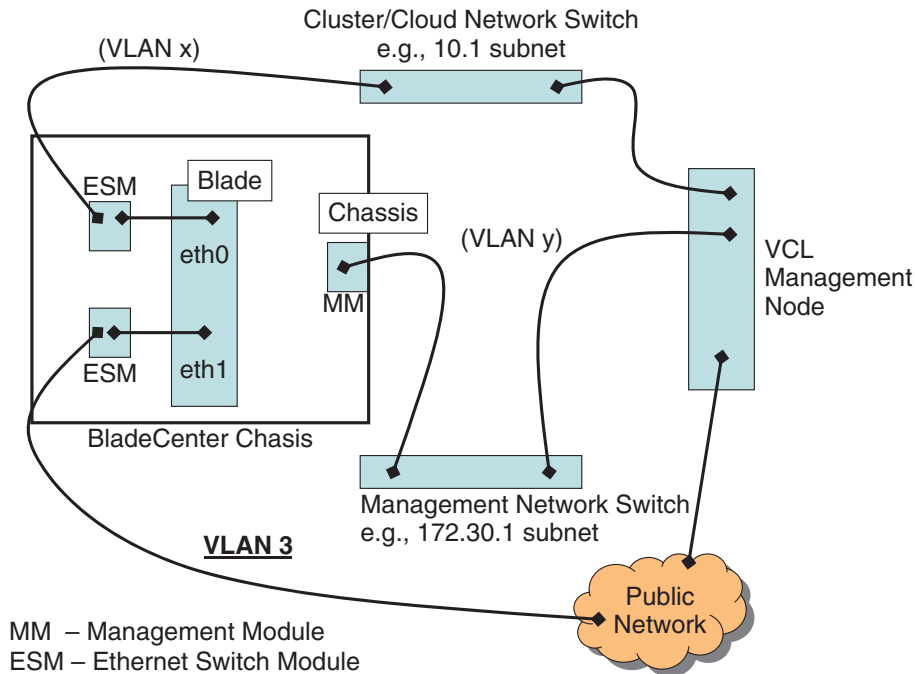 Cluster/Cloud Network Switch
e.g., 10.1 subnet
(VLAN x)
ESM
Blade
Chassis
eth0
MM
(VLAN y)
VCL
Management
Node
ESM
eth1
BladeCenter Chasis
Management Network Switch
e.g., 172.30.1 subnet
VLAN 3
Public
Network
MM – Management Module
ESM – Ethernet Switch Module